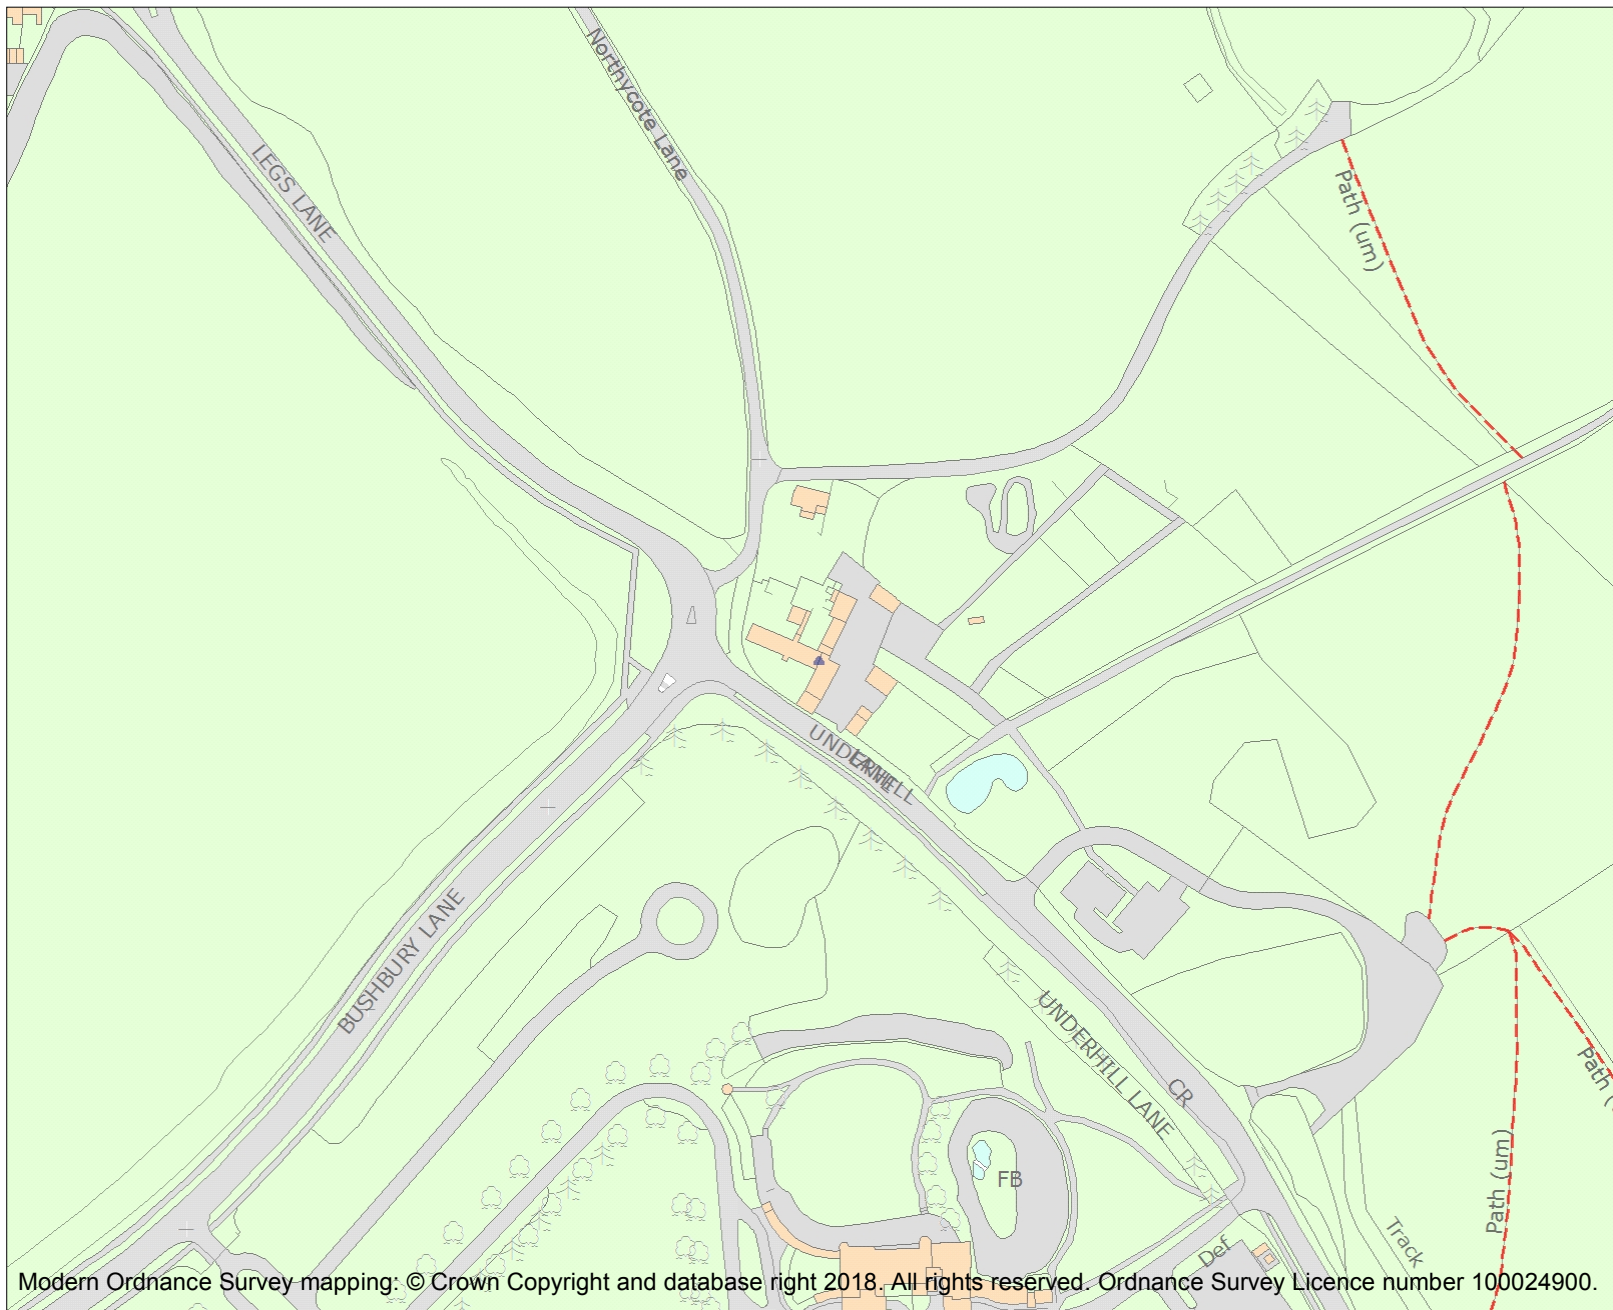 Northycote Lane
LEGS LANE
Path (um)
UNDERHILL
LANE
BUSHBURY LANE
UNDERHILL LANE
CR
Path (
FB
Path (um)
Track
Def
Modern Ordnance Survey mapping: © Crown Copyright and database right 2018. All rights reserved. Ordnance Survey Licence number 100024900.